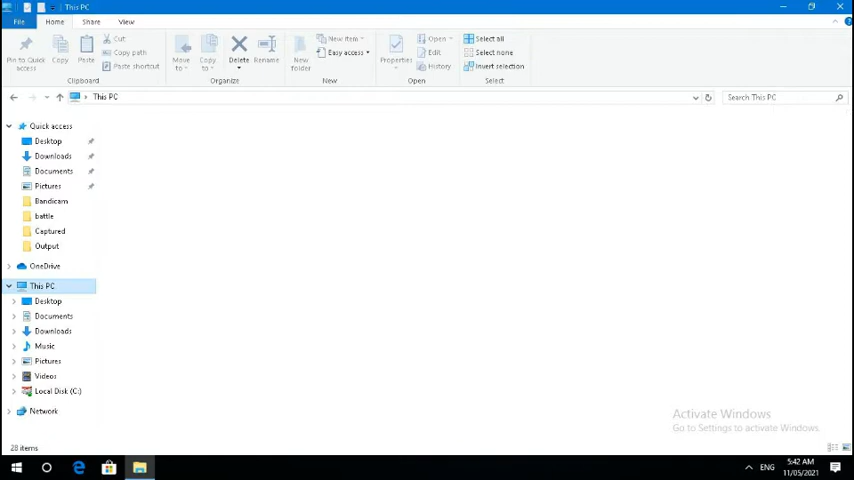 This PC
File Home Share View
Pin to Quick access
Copy
Paste
Cut
Copy path
Paste shortcut
Clipboard
Move to
Copy to
Delete
Rename
Organize
New folder
New item
Easy access
New
Properties
Open
Edit
History
Open
Select all
Select none
Invert selection
Select
This PC
Search This PC
Quick access
Desktop
Downloads
Documents
Pictures
Bandicam
battle
Captured
Output
OneDrive
This PC
Desktop
Documents
Downloads
Music
Pictures
Videos
Local Disk (C:)
Network
Activate Windows
Go to Settings to activate Windows.
28 items
ENG
5:42 AM
11/05/2021